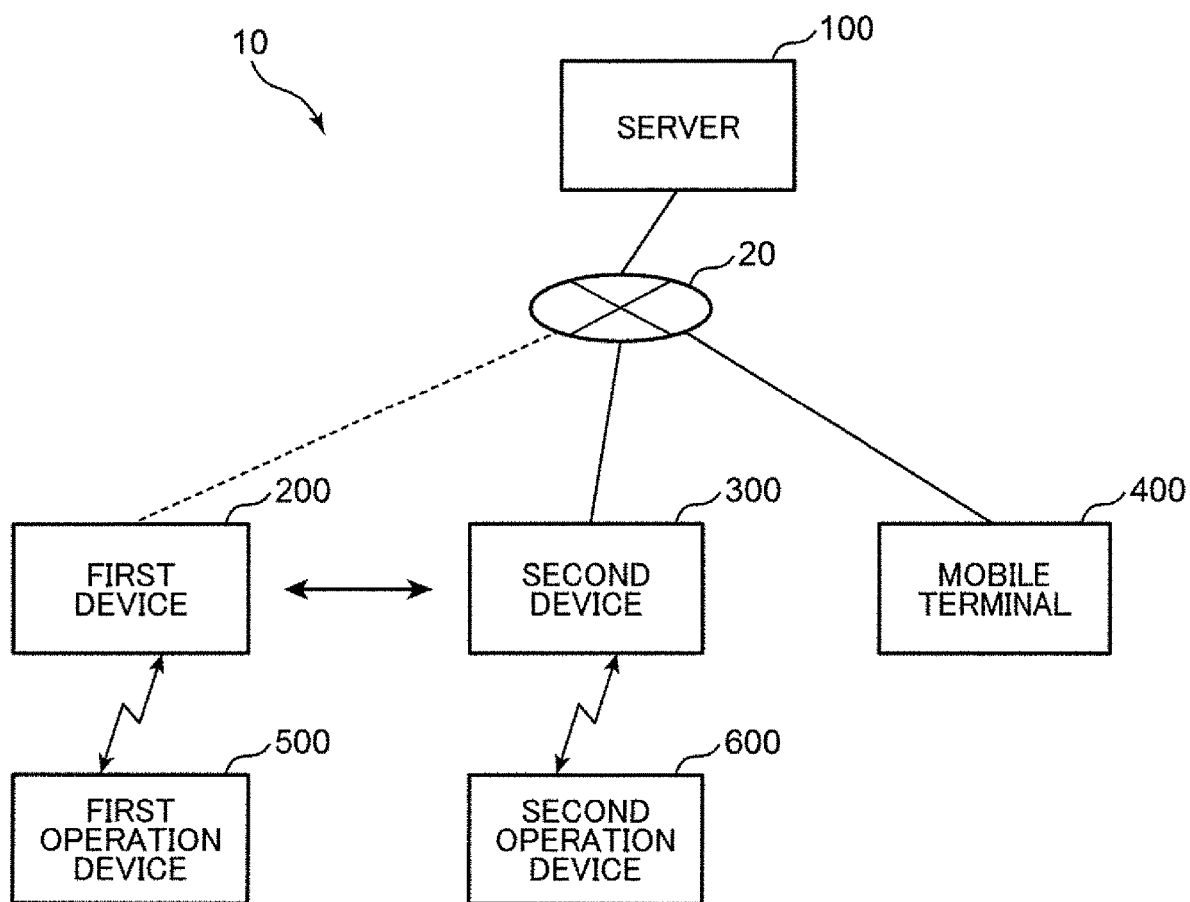 10
100
SERVER
20
200
300
400
FIRST
DEVICE
SECOND
DEVICE
MOBILE
TERMINAL
500
600
FIRST
OPERATION
DEVICE
SECOND
OPERATION
DEVICE